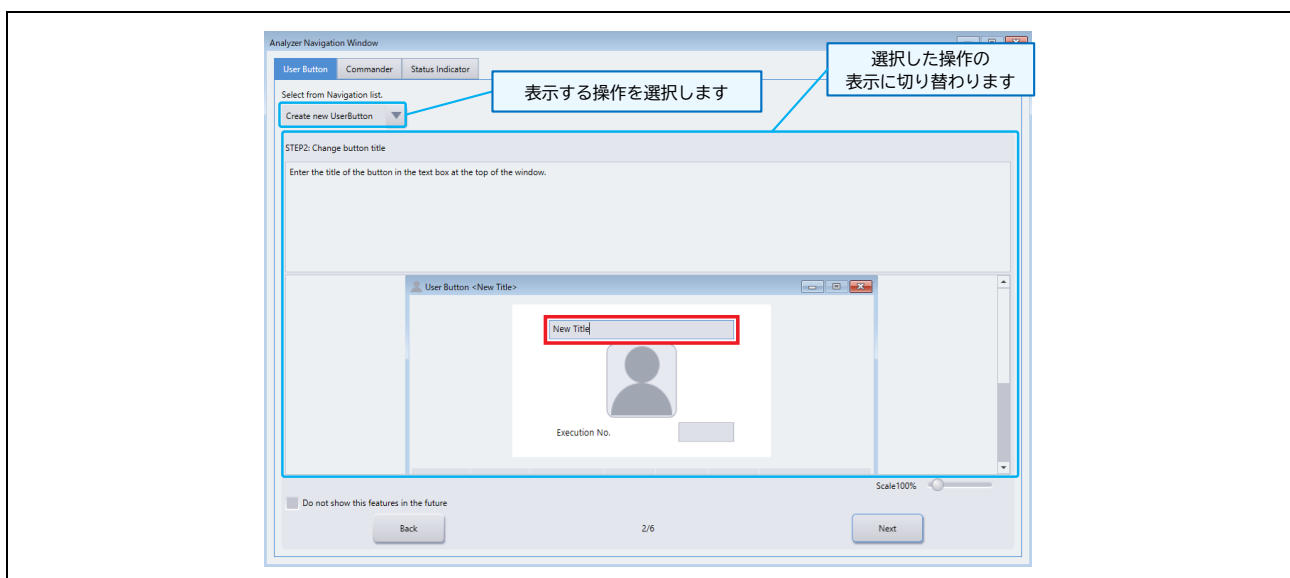 Analyzer Navigation Window
選択した操作の
表示に切り替わります
User Button
Commander
Status Indicator
表示する操作を選択します
Select from Navigation list.
Create new UserButton
STEP2: Change button title
Enter the title of the button in the text box at the top of the window.
User Button <New Title>
New Title
Execution No.
Scale100%
Do not show this features in the future
Back
2/6
Next